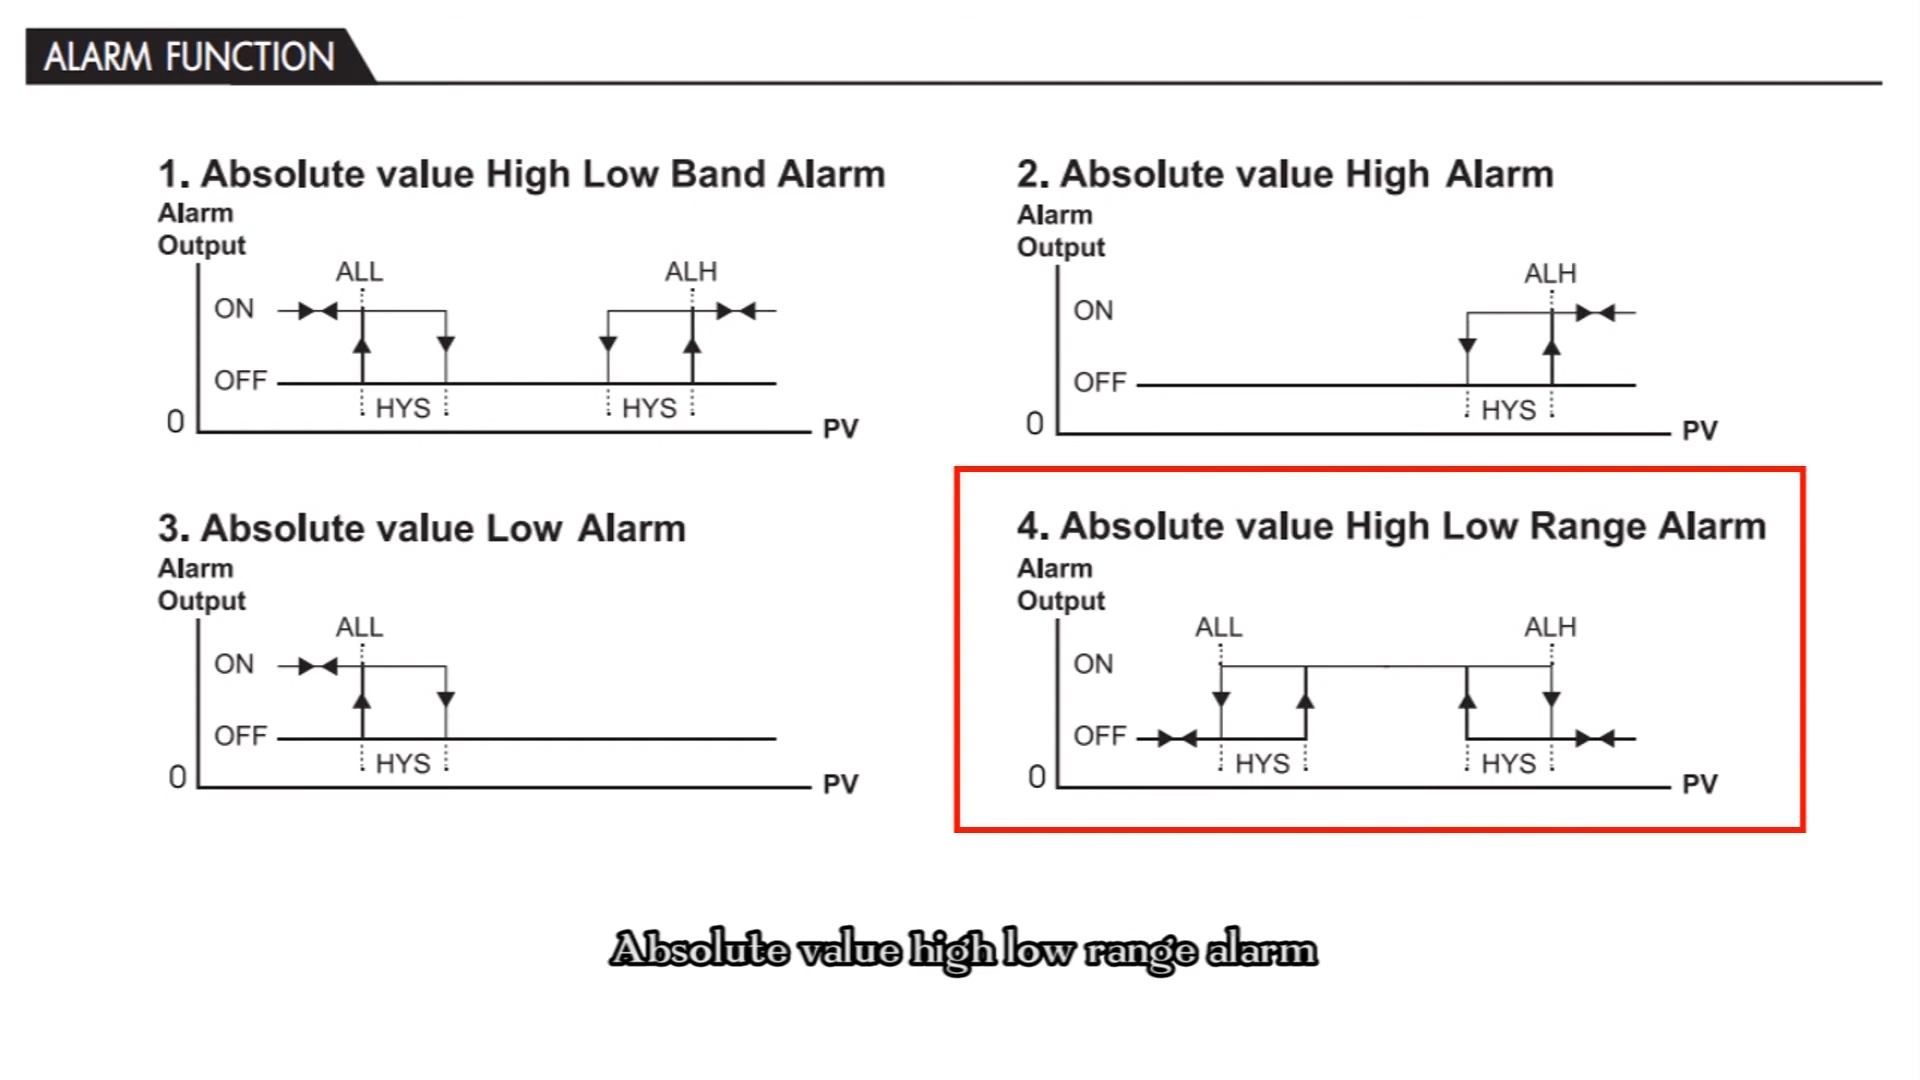 ALARM FUNCTION
1. Absolute value High Low Band Alarm
Alarm
Output
ALL
ALH
ON
OFF
HYS
HYS
0
PV
2. Absolute value High Alarm
Alarm
Output
ALH
ON
OFF
HYS
0
PV
3. Absolute value Low Alarm
Alarm
Output
ALL
ON
OFF
HYS
0
PV
4. Absolute value High Low Range Alarm
Alarm
Output
ALL
ALH
ON
OFF
HYS
HYS
0
PV
Absolute value high low range alarm